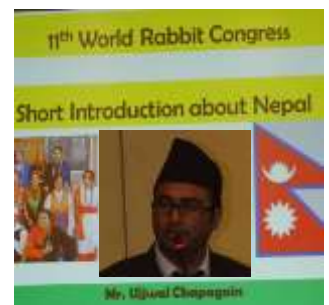 11th World Rabbit Congress
Short Introduction about Nepal
Mr. Ujjwal Chapagain